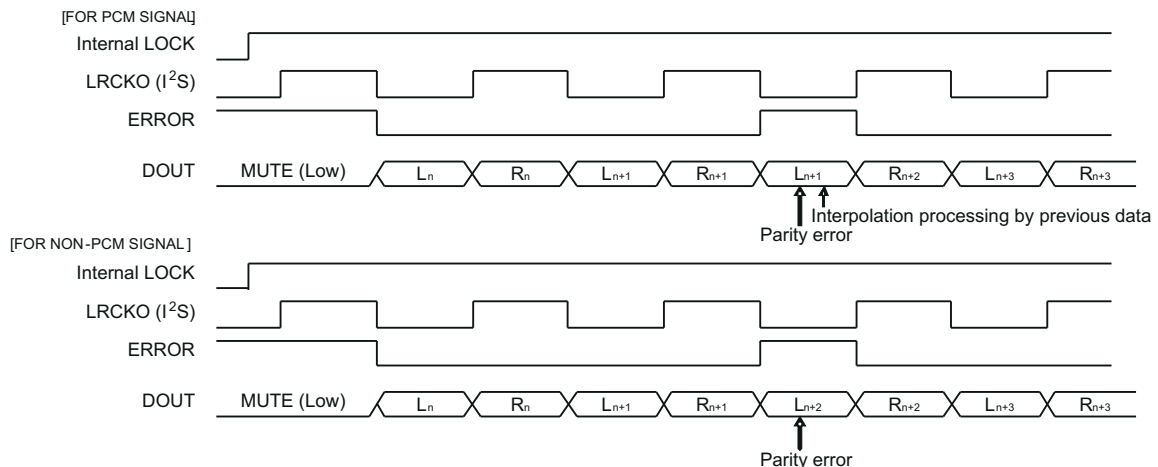 [FOR PCM SIGNAL]
Internal LOCK
LRCKO (I²S)
ERROR
DOUT MUTE (Low) Ln Rn Ln+1 Rn+1 Ln+1 Rn+2 Ln+3 Rn+3
Interpolation processing by previous data
Parity error
[FOR NON-PCM SIGNAL ]
Internal LOCK
LRCKO (I²S)
ERROR
DOUT MUTE (Low) Ln Rn Ln+1 Rn+1 Ln+2 Rn+2 Ln+3 Rn+3
Parity error